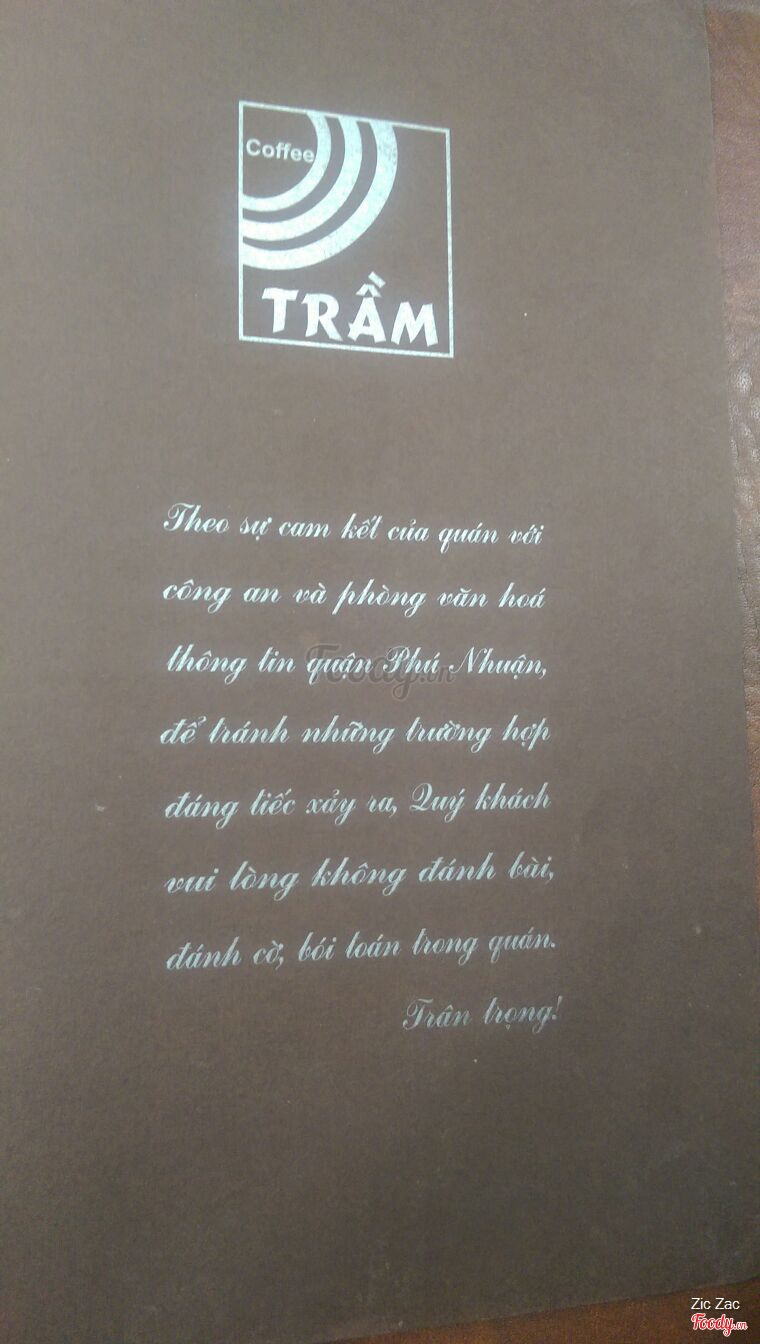 Coffee
TRẦM
Theo sự cam kết của quán với
công an và phòng văn hoá
thông tin quận Phú Nhuận,
để tránh những trường hợp
đáng tiếc xảy ra, Quý khách
vui lòng không đánh bài,
đánh cờ, bói toán trong quán.
Trân trọng!
Foody.vn
Zic Zac
Foody.vn